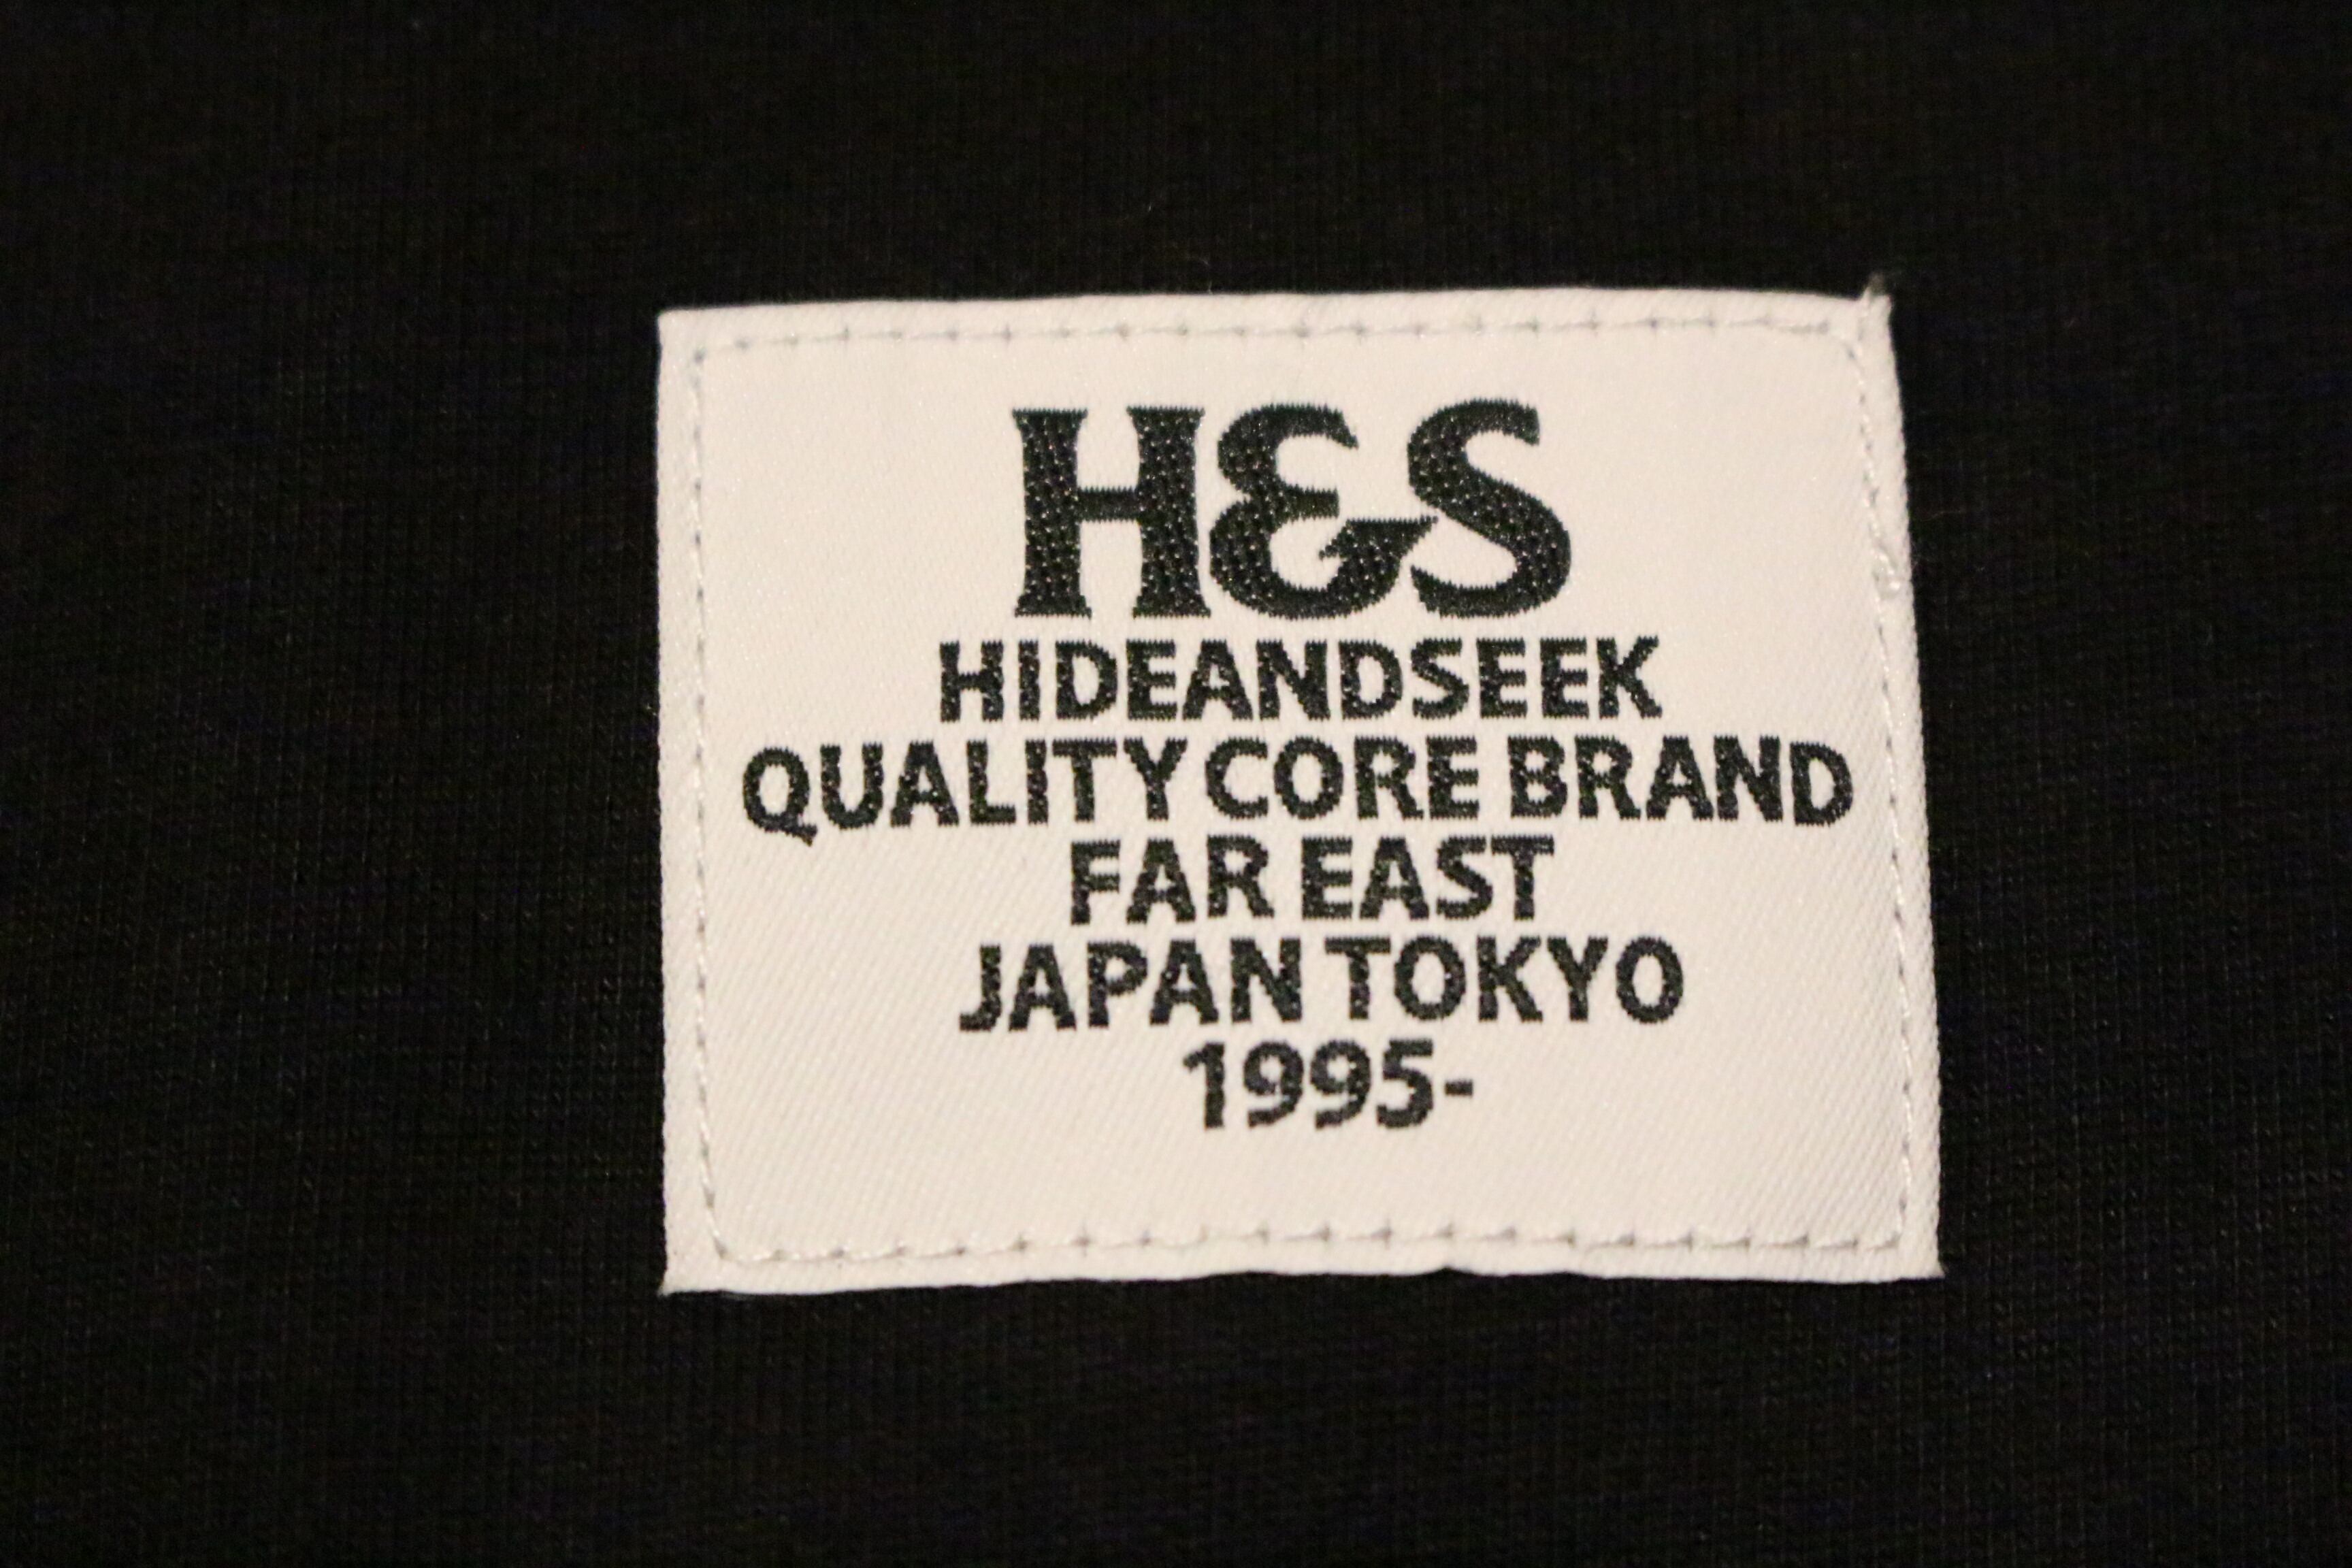 H&S
HIDEANDSEEK
QUALITY CORE BRAND
FAR EAST
JAPAN TOKYO
1995-